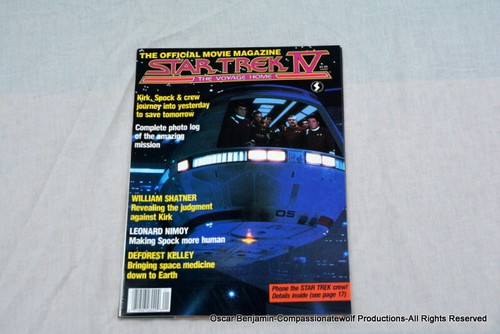 THE OFFICIAL MOVIE MAGAZINE
STAR TREK IV
THE VOYAGE HOME
Kirk, Spock & crew
journey into yesterday
to save tomorrow
Complete photo log
of the amazing
mission
WILLIAM SHATNER
Revealing the judgment
against Kirk
LEONARD NIMOY
Making Spock more human
DEFOREST KELLEY
Bringing space medicine
down to Earth
05
Phone the STAR TREK crew!
Details inside (see page 17)
Oscar Benjamin-Compassionatewolf Productions-All Rights Reserved